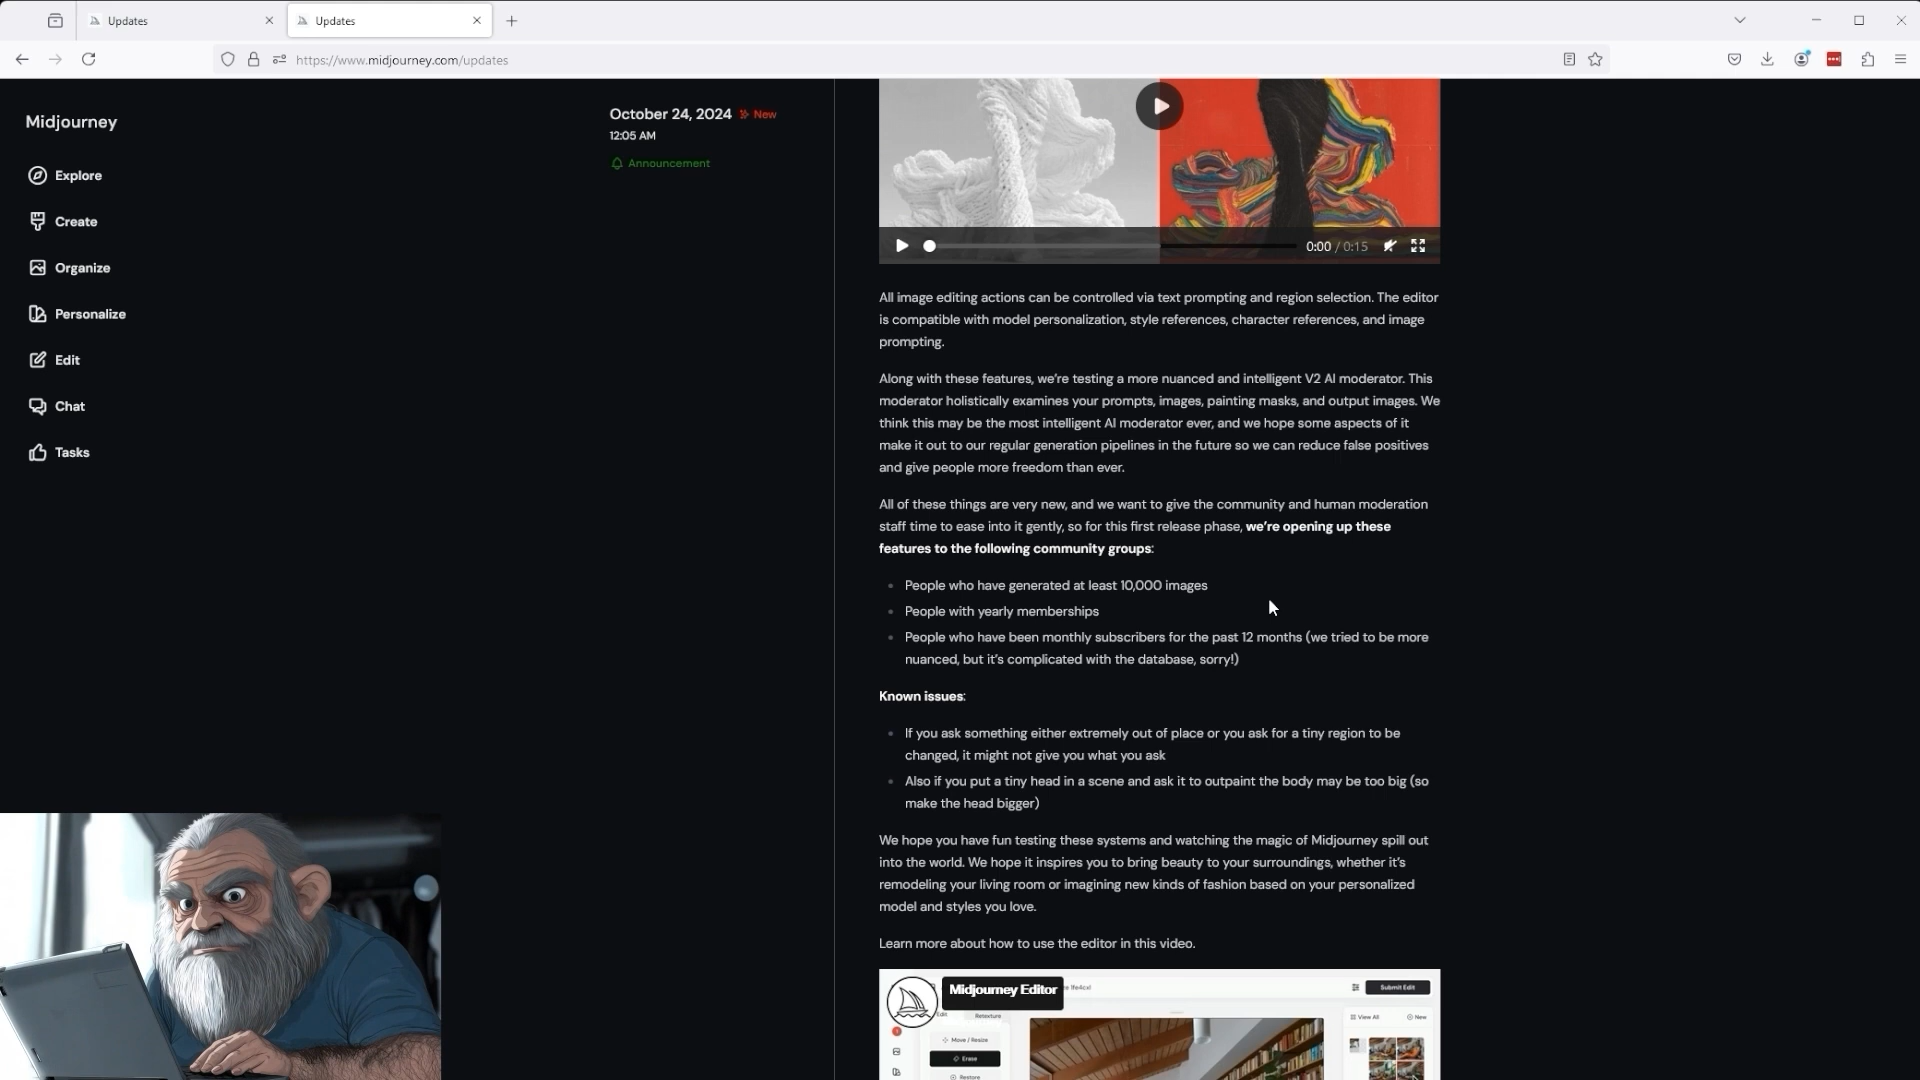 Updates
Updates
https://www.midjourney.com/updates
Midjourney
Explore
Create
Organize
Personalize
Edit
Chat
Tasks
October 24, 2024 New
12:05 AM
Announcement
0:00 / 0:15
All image editing actions can be controlled via text prompting and region selection. The editor
is compatible with model personalization, style references, character references, and image
prompting.
Along with these features, we're testing a more nuanced and intelligent V2 AI moderator. This
moderator holistically examines your prompts, images, painting masks, and output images. We
think this may be the most intelligent AI moderator ever, and we hope some aspects of it
make it out to our regular generation pipelines in the future so we can reduce false positives
and give people more freedom than ever.
All of these things are very new, and we want to give the community and human moderation
staff time to ease into it gently, so for this first release phase, we're opening up these
features to the following community groups:
People who have generated at least 10,000 images
People with yearly memberships
People who have been monthly subscribers for the past 12 months (we tried to be more
nuanced, but it's complicated with the database, sorry!)
Known issues:
If you ask something either extremely out of place or you ask for a tiny region to be
changed, it might not give you what you ask
Also if you put a tiny head in a scene and ask it to outpaint the body may be too big (so
make the head bigger)
We hope you have fun testing these systems and watching the magic of Midjourney spill out
into the world. We hope it inspires you to bring beauty to your surroundings, whether it's
remodeling your living room or imagining new kinds of fashion based on your personalized
model and styles you love.
Learn more about how to use the editor in this video.
Midjourney Editor
Submit Edit
Edit Retexture
View All New
Move / Resize
Erase
Restore